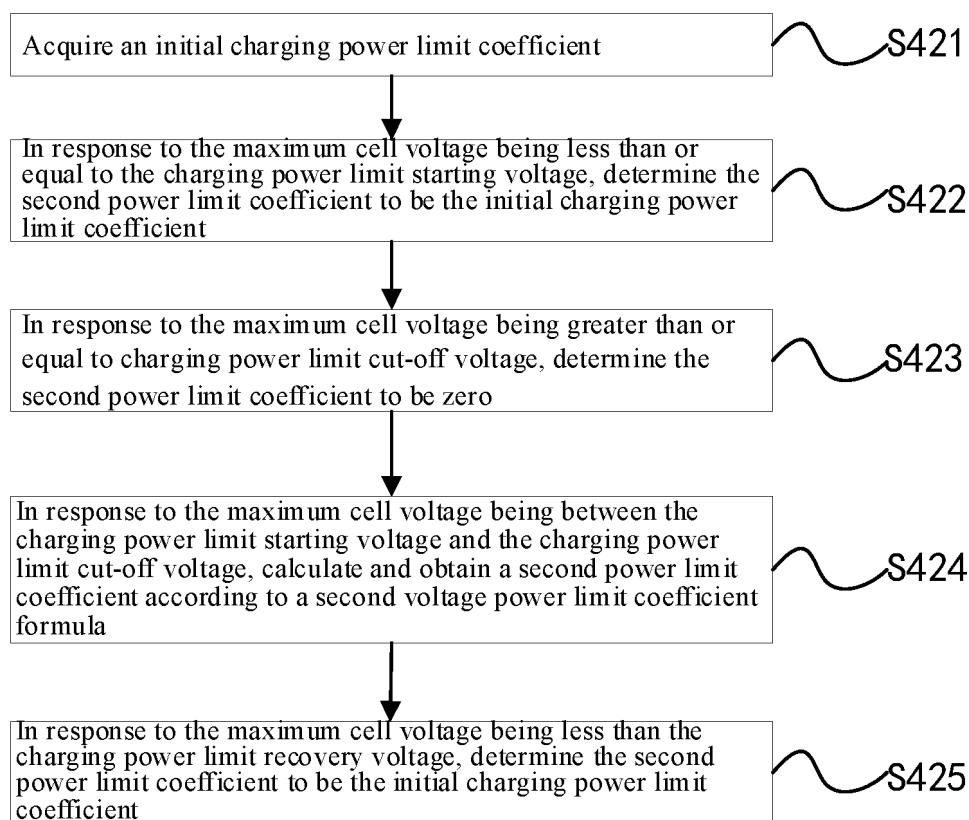 Acquire an initial charging power limit coefficient
S421
In response to the maximum cell voltage being less than or
equal to the charging power limit starting voltage, determine the
second power limit coefficient to be the initial charging power
limit coefficient
S422
In response to the maximum cell voltage being greater than or
equal to charging power limit cut-off voltage, determine the
second power limit coefficient to be zero
S423
In response to the maximum cell voltage being between the
charging power limit starting voltage and the charging power
limit cut-off voltage, calculate and obtain a second power limit
coefficient according to a second voltage power limit coefficient
formula
S424
In response to the maximum cell voltage being less than the
charging power limit recovery voltage, determine the second
power limit coefficient to be the initial charging power limit
coefficient
S425